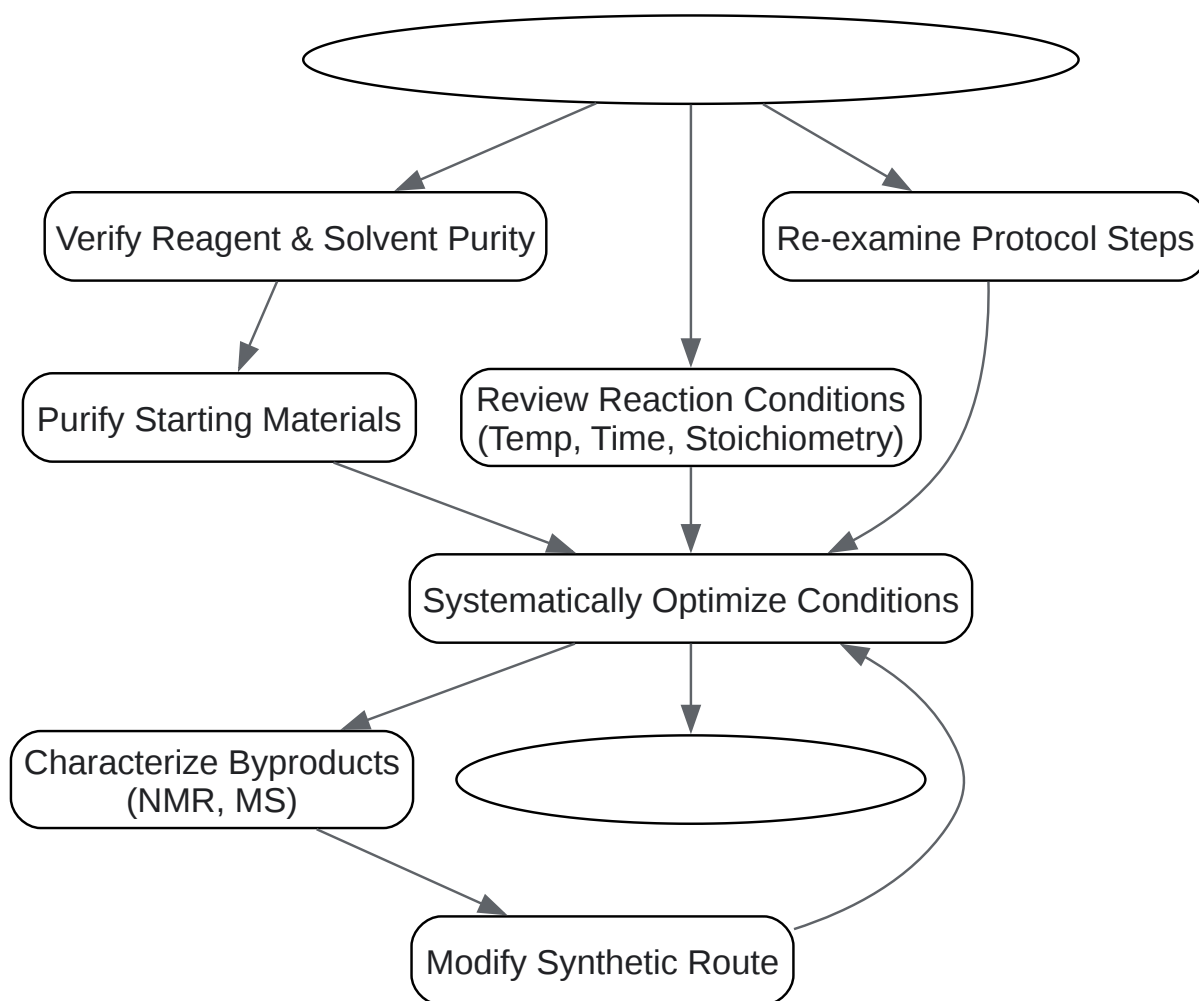 Verify Reagent & Solvent Purity
Re-examine Protocol Steps
Purify Starting Materials
Review Reaction Conditions
(Temp, Time, Stoichiometry)
Systematically Optimize Conditions
Characterize Byproducts
(NMR, MS)
Modify Synthetic Route